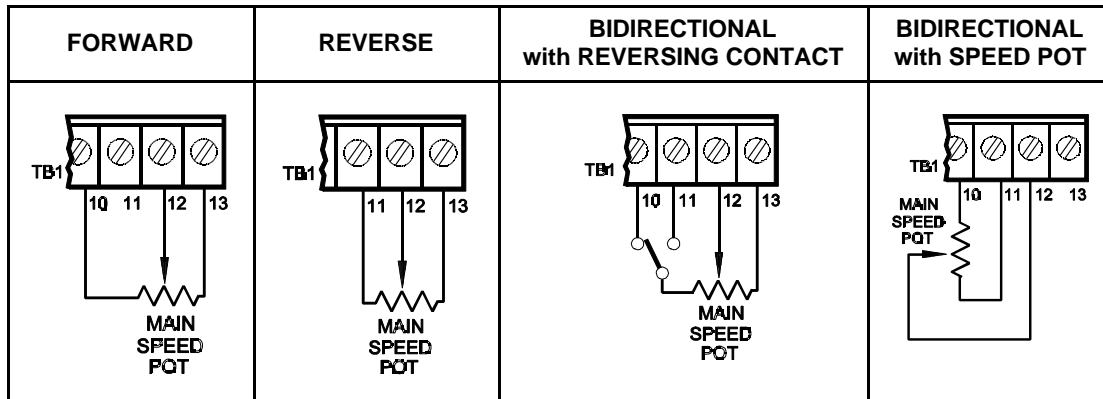 FORWARD
REVERSE
BIDIRECTIONAL
with REVERSING CONTACT
BIDIRECTIONAL
with SPEED POT
TB1
10 11 12 13
MAIN
SPEED
POT
TB1
11 12 13
MAIN
SPEED
POT
TB1
10 11 12 13
MAIN
SPEED
POT
TB1
10 11 12 13
MAIN
SPEED
POT